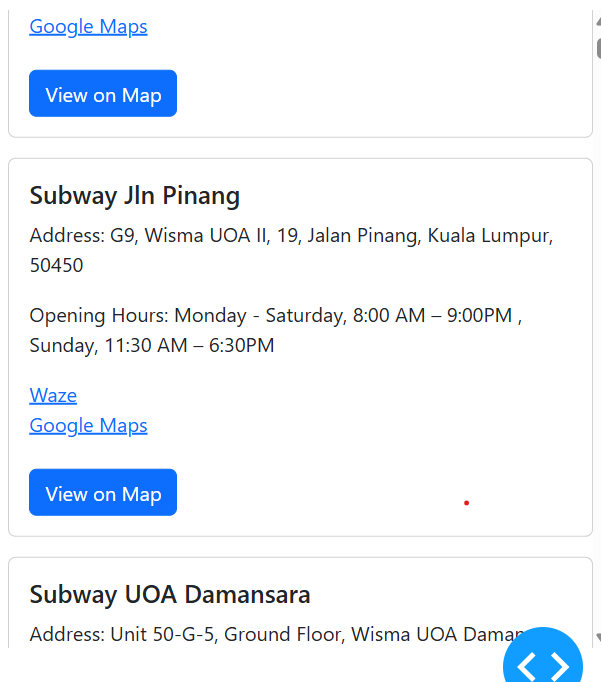 Google Maps
View on Map
Subway Jln Pinang
Address: G9, Wisma UOA II, 19, Jalan Pinang, Kuala Lumpur,
50450
Opening Hours: Monday - Saturday, 8:00 AM – 9:00PM ,
Sunday, 11:30 AM – 6:30PM
Waze
Google Maps
View on Map
Subway UOA Damansara
Address: Unit 50-G-5, Ground Floor, Wisma UOA